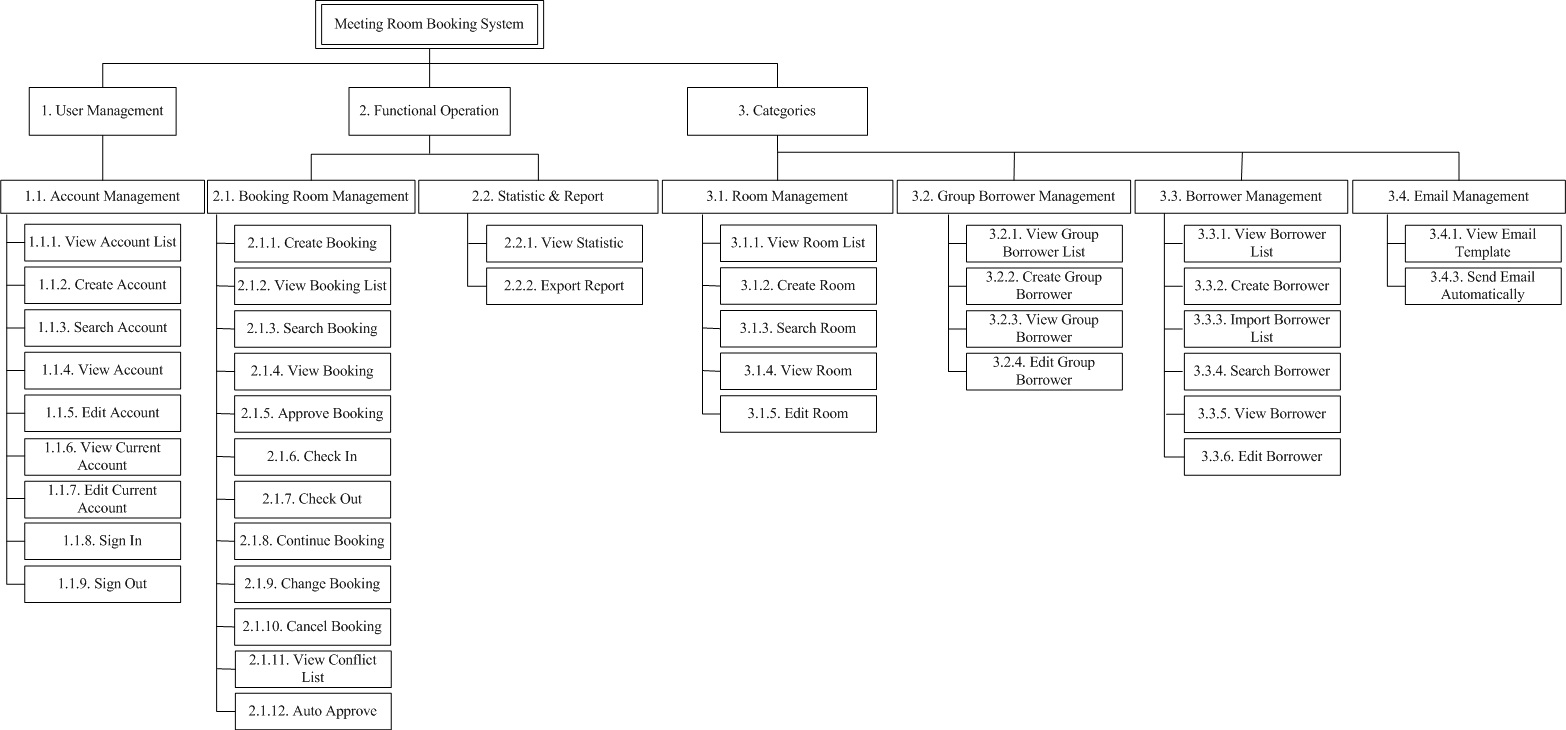 Meeting Room Booking System
1. User Management
2. Functional Operation
3. Categories
1.1. Account Management
2.1. Booking Room Management
2.2. Statistic & Report
3.1. Room Management
3.2. Group Borrower Management
3.3. Borrower Management
3.4. Email Management
1.1.1. View Account List
1.1.2. Create Account
1.1.3. Search Account
1.1.4. View Account
1.1.5. Edit Account
1.1.6. View Current
Account
1.1.7. Edit Current
Account
1.1.8. Sign In
1.1.9. Sign Out
2.1.1. Create Booking
2.1.2. View Booking List
2.1.3. Search Booking
2.1.4. View Booking
2.1.5. Approve Booking
2.1.6. Check In
2.1.7. Check Out
2.1.8. Continue Booking
2.1.9. Change Booking
2.1.10. Cancel Booking
2.1.11. View Conflict
List
2.1.12. Auto Approve
2.2.1. View Statistic
2.2.2. Export Report
3.1.1. View Room List
3.1.2. Create Room
3.1.3. Search Room
3.1.4. View Room
3.1.5. Edit Room
3.2.1. View Group
Borrower List
3.2.2. Create Group
Borrower
3.2.3. View Group
Borrower
3.2.4. Edit Group
Borrower
3.3.1. View Borrower
List
3.3.2. Create Borrower
3.3.3. Import Borrower
List
3.3.4. Search Borrower
3.3.5. View Borrower
3.3.6. Edit Borrower
3.4.1. View Email
Template
3.4.3. Send Email
Automatically